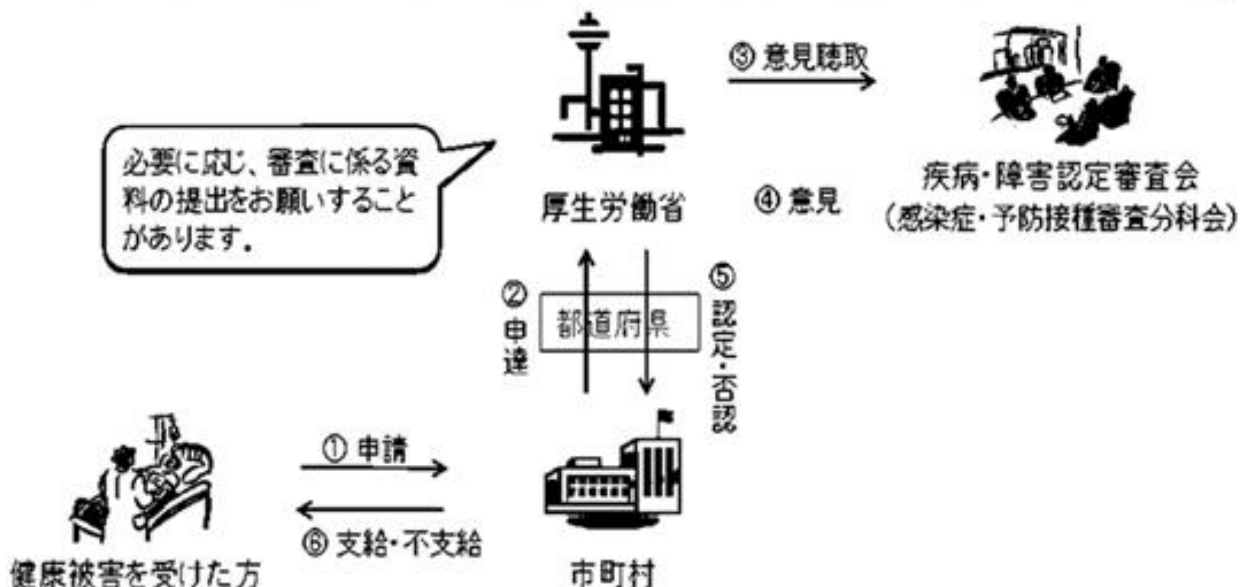 ③ 意見聴取
必要に応じ、審査に係る資
料の提出をお願いすること
があります。
厚生労働省
④ 意見
疾病・障害認定審査会
(感染症・予防接種審査分科会)
② 申達
都道府県
⑤ 認定・否認
① 申請
⑥ 支給・不支給
健康被害を受けた方
市町村